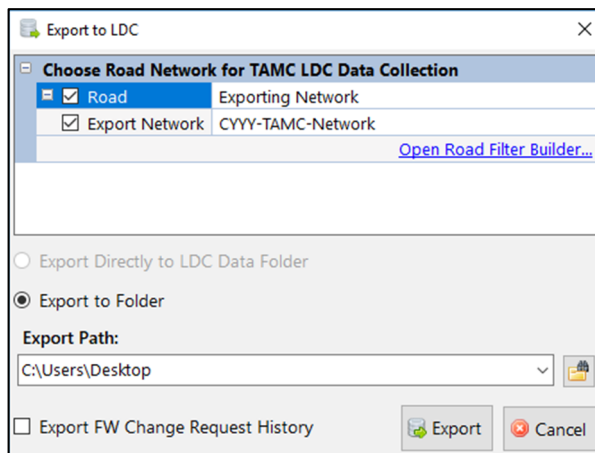 Export to LDC
Choose Road Network for TAMC LDC Data Collection
Road Exporting Network
Export Network CYYY-TAMC-Network
Open Road Filter Builder...
Export Directly to LDC Data Folder
Export to Folder
Export Path:
C:\Users\Desktop
Export FW Change Request History Export Cancel